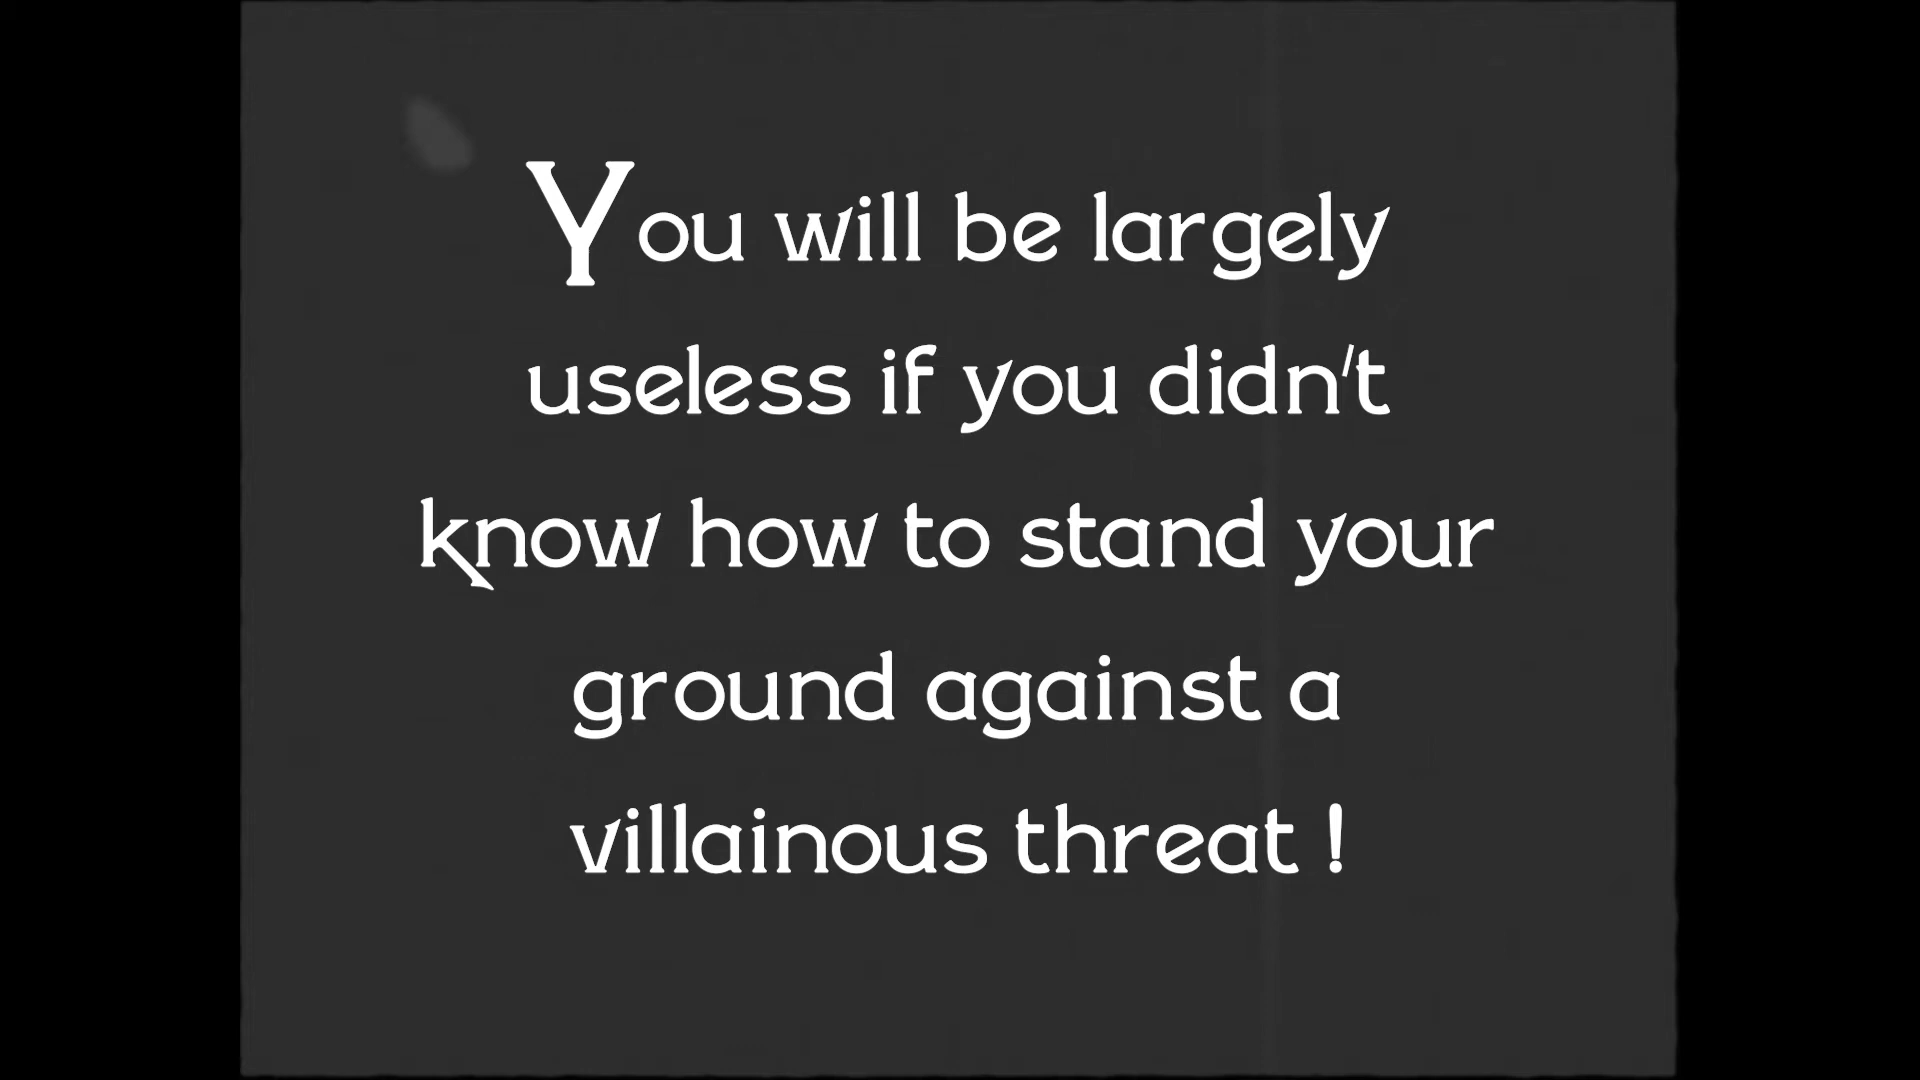 You will be largely
useless if you didn't
know how to stand your
ground against a
villainous threat !